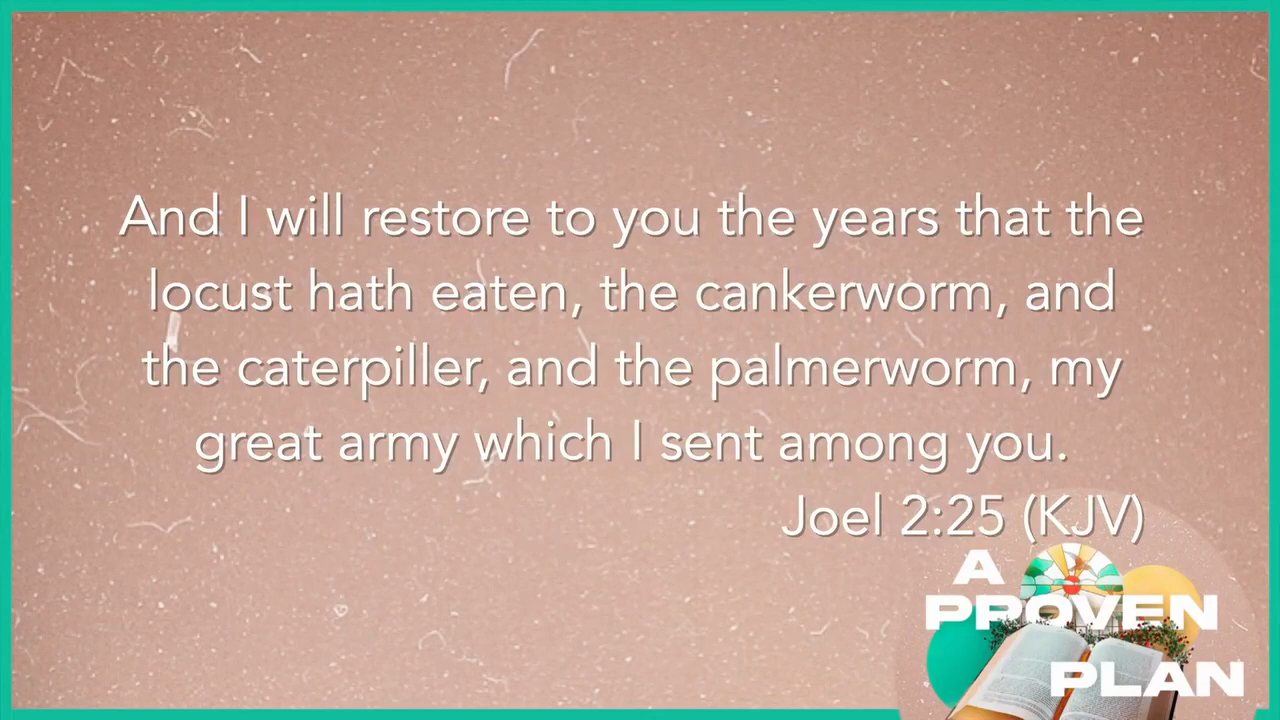 And I will restore to you the years that the
locust hath eaten, the cankerworm, and
the caterpiller, and the palmerworm, my
great army which I sent among you.
Joel 2:25 (KJV)
A
PROVEN
PLAN